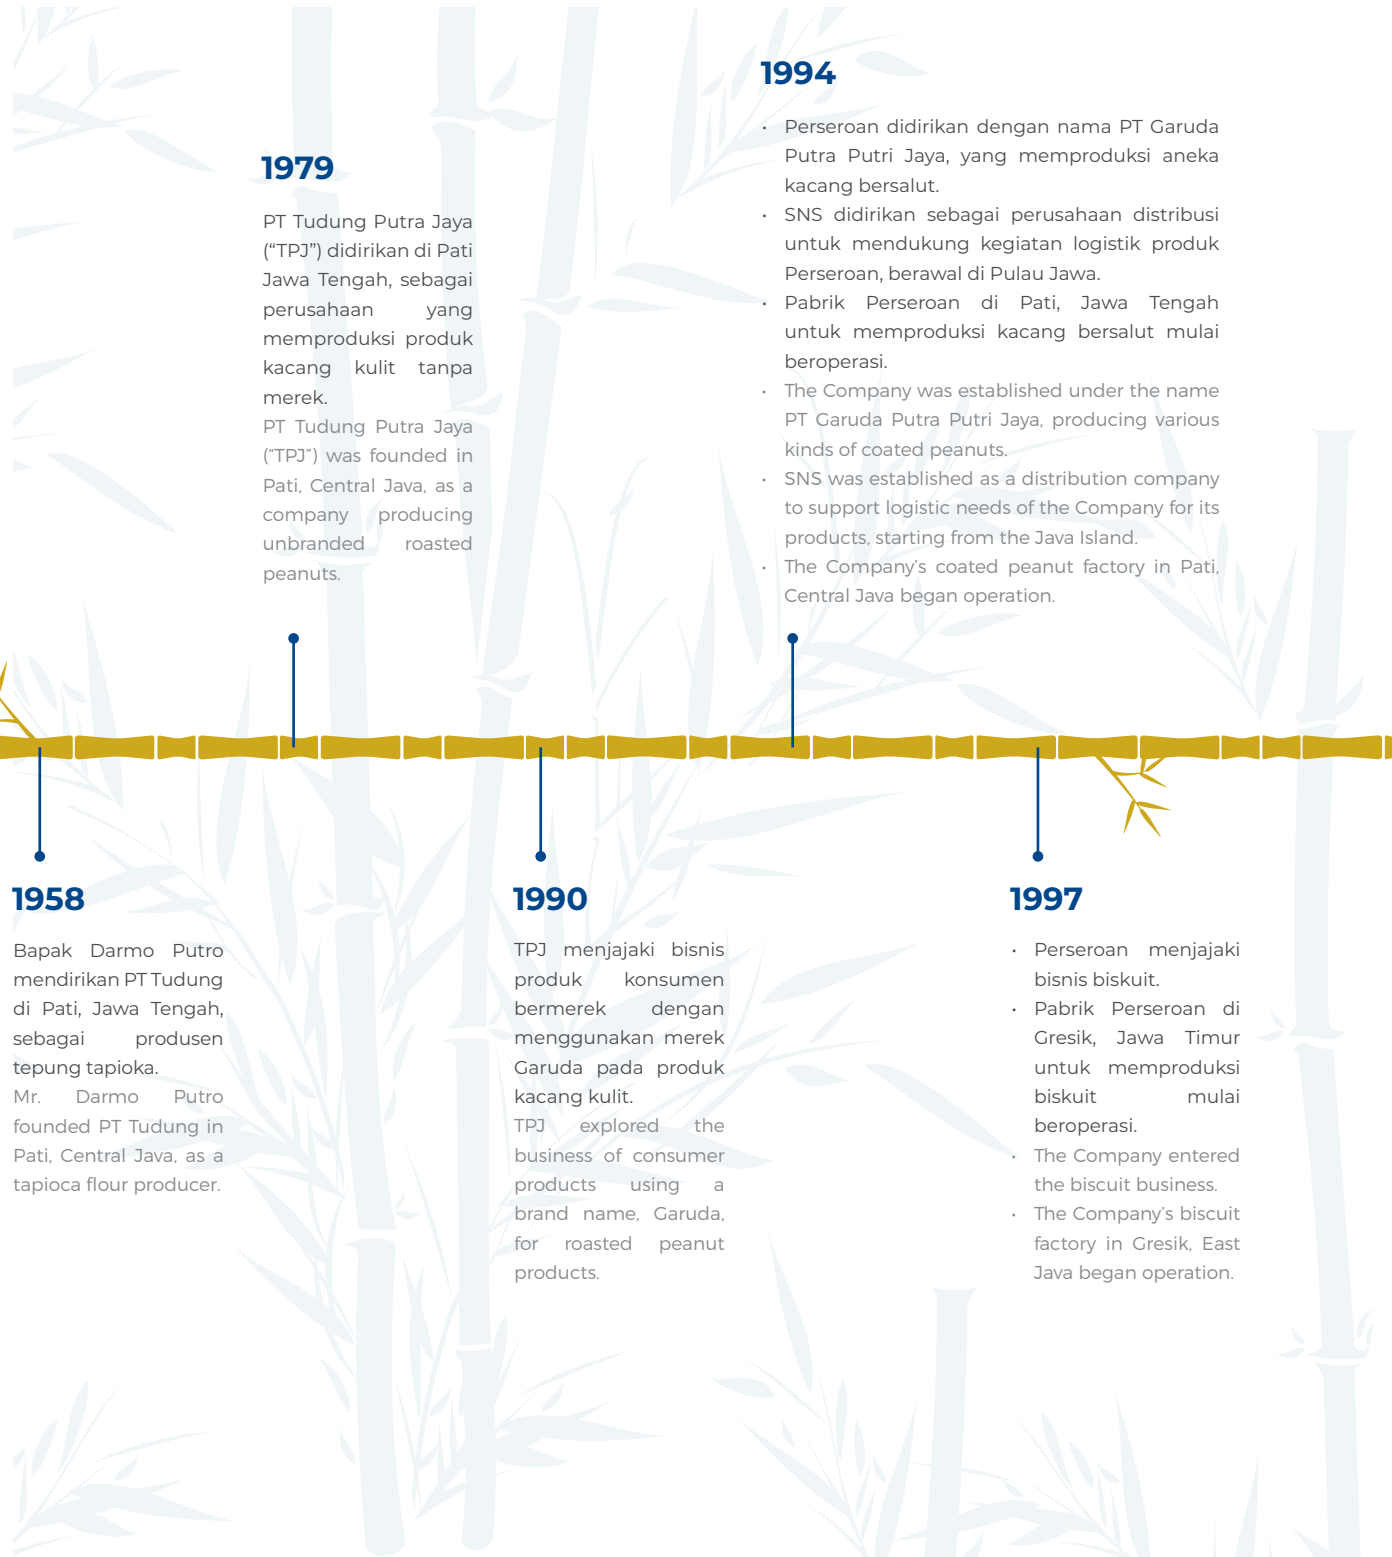 1958
Bapak Darmo Putro
mendirikan PT Tudung
di Pati, Jawa Tengah,
sebagai produsen
tepung tapioka.
Mr. Darmo Putro
founded PT Tudung in
Pati, Central Java, as a
tapioca flour producer.
1979
PT Tudung Putra Jaya
(“TPJ”) didirikan di Pati
Jawa Tengah, sebagai
perusahaan yang
memproduksi produk
kacang kulit tanpa
merek.
PT Tudung Putra Jaya
(“TPJ”) was founded in
Pati, Central Java, as a
company producing
unbranded roasted
peanuts.
1990
TPJ menjajaki bisnis
produk konsumen
bermerek dengan
menggunakan merek
Garuda pada produk
kacang kulit.
TPJ explored the
business of consumer
products using a
brand name, Garuda,
for roasted peanut
products.
1994
• Perseroan didirikan dengan nama PT Garuda
Putra Putri Jaya, yang memproduksi aneka
kacang bersalut.
• SNS didirikan sebagai perusahaan distribusi
untuk mendukung kegiatan logistik produk
Perseroan, berawal di Pulau Jawa.
• Pabrik Perseroan di Pati, Jawa Tengah
untuk memproduksi kacang bersalut mulai
beroperasi.
• The Company was established under the name
PT Garuda Putra Putri Jaya, producing various
kinds of coated peanuts.
• SNS was established as a distribution company
to support logistic needs of the Company for its
products, starting from the Java Island.
• The Company’s coated peanut factory in Pati,
Central Java began operation.
1997
• Perseroan menjajaki
bisnis biskuit.
• Pabrik Perseroan di
Gresik, Jawa Timur
untuk memproduksi
biskuit mulai
beroperasi.
• The Company entered
the biscuit business.
• The Company’s biscuit
factory in Gresik, East
Java began operation.